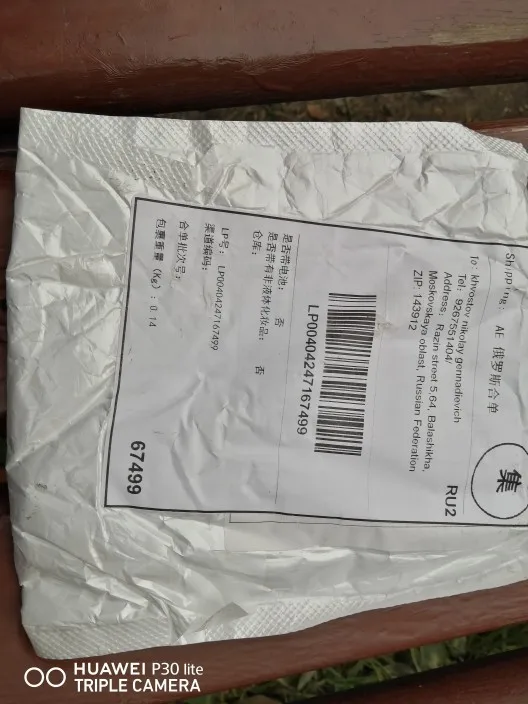 Shipping: AE 俄罗斯合单
集
to: khvostov nikolay gennadievich
Tel: 9267551404/
Address: Razin street 5.64, Balashikha,
Moskovskaya oblast, Russian Federation
ZIP: 143912
RU2
LP00404247167499
是否带电池: 否
是否带有非液体化妆品: 否
仓库:
LP号: LP00404247167499
渠道编码:
合单批次号:
包裹重量 (Kg) : 0.14
67499
HUAWEI P30 lite
TRIPLE CAMERA